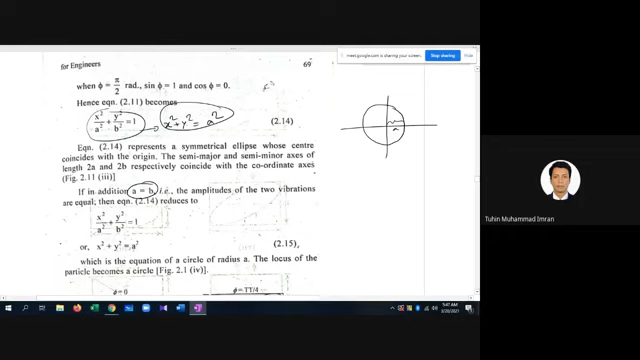 for Engineers
69
meet.google.com is sharing your screen.
Stop sharing
Hide
when ϕ = π/2 rad., sin ϕ = 1 and cos ϕ = 0.
Hence eqn. (2.11) becomes
x²/a² + y²/b² = 1
x² + y² = a²
(2.14)
Eqn. (2.14) represents a symmetrical ellipse whose centre
coincides with the origin. The semi-major and semi-minor axes of
length 2a and 2b respectively coincide with the co-ordinate axes
[Fig. 2.11 (iii)].
If in addition a = b, i.e., the amplitudes of the two vibrations
are equal; then eqn. (2.14) reduces to
x²/a² + y²/b² = 1
or, x² + y² = a²
(2.15),
which is the equation of a circle of radius a. The locus of the
particle becomes a circle [Fig. 2.1 (iv)].
ϕ=0
ϕ = TY/4
Tuhin Muhammad Imran
5:47 AM
3/20/2021